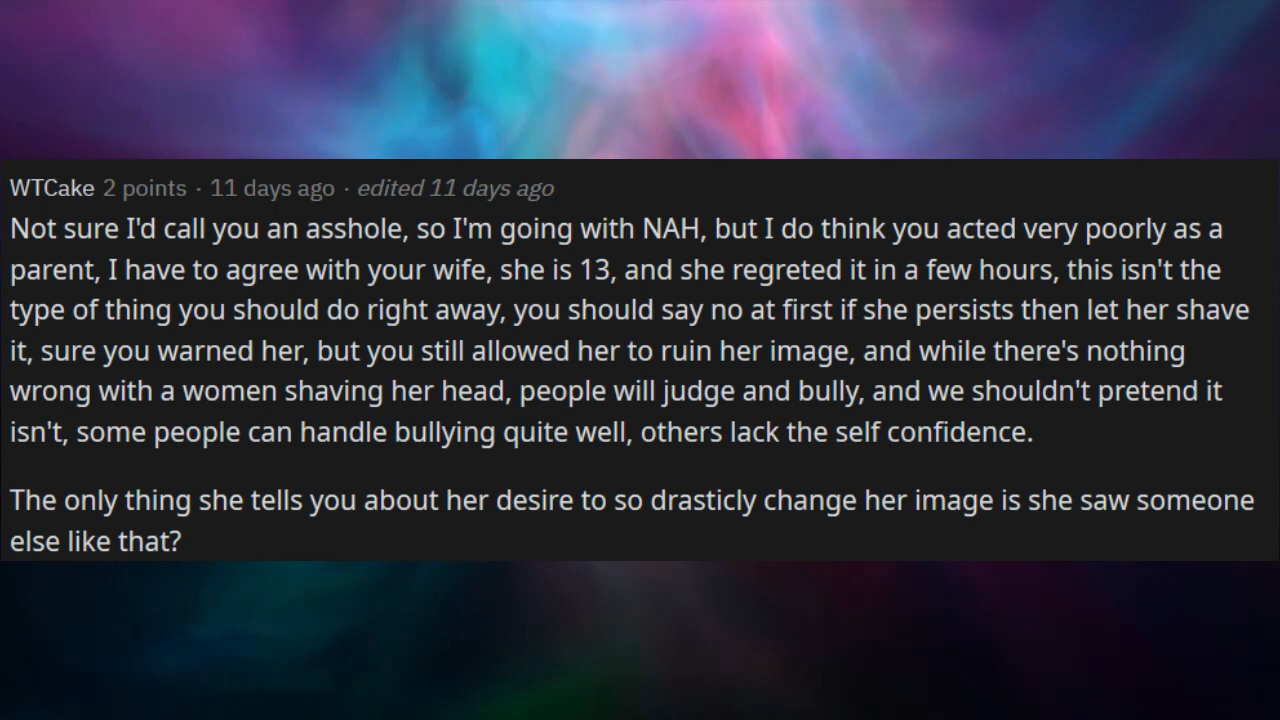 WTCake 2 points · 11 days ago · edited 11 days ago
Not sure I'd call you an asshole, so I'm going with NAH, but I do think you acted very poorly as a
parent, I have to agree with your wife, she is 13, and she regreted it in a few hours, this isn't the
type of thing you should do right away, you should say no at first if she persists then let her shave
it, sure you warned her, but you still allowed her to ruin her image, and while there's nothing
wrong with a women shaving her head, people will judge and bully, and we shouldn't pretend it
isn't, some people can handle bullying quite well, others lack the self confidence.
The only thing she tells you about her desire to so drasticly change her image is she saw someone
else like that?